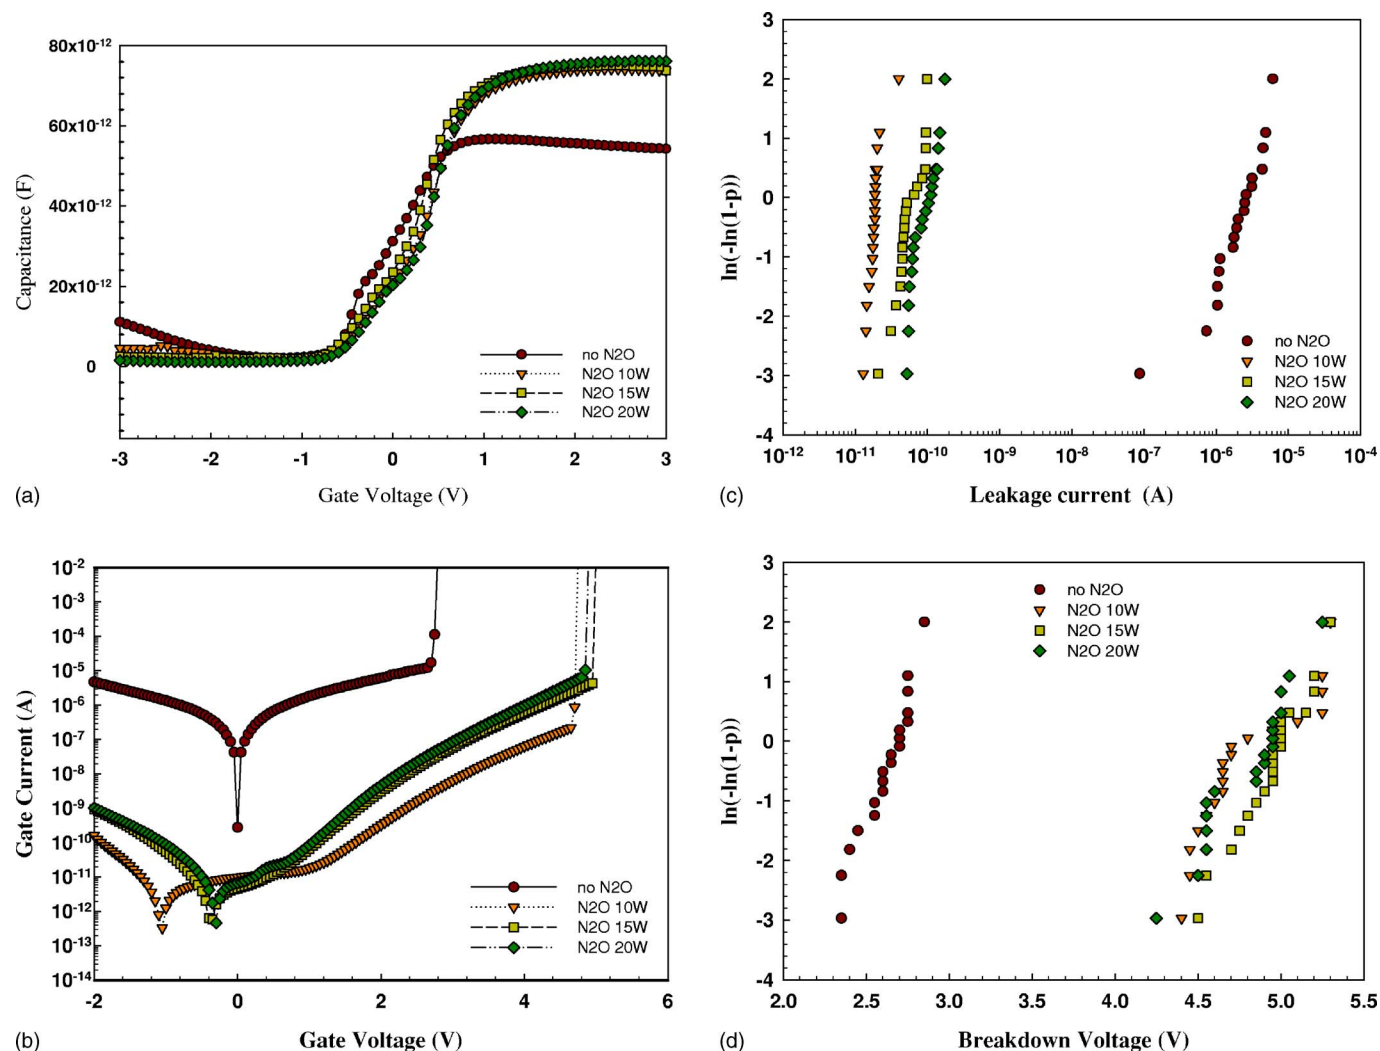 80x10-12
60x10-12
40x10-12
20x10-12
0
Capacitance (F)
no N2O
N2O 10W
N2O 15W
N2O 20W
-3 -2 -1 0 1 2 3
(a) Gate Voltage (V)
3
2
1
0
-1
-2
-3
-4
ln(-ln(1-p))
no N2O
N2O 10W
N2O 15W
N2O 20W
10-12 10-11 10-10 10-9 10-8 10-7 10-6 10-5 10-4
(c) Leakage current (A)
10-2
10-3
10-4
10-5
10-6
10-7
10-8
10-9
10-10
10-11
10-12
10-13
10-14
Gate Current (A)
no N2O
N2O 10W
N2O 15W
N2O 20W
-2 0 2 4 6
(b) Gate Voltage (V)
3
2
1
0
-1
-2
-3
-4
ln(-ln(1-p))
no N2O
N2O 10W
N2O 15W
N2O 20W
2.0 2.5 3.0 3.5 4.0 4.5 5.0 5.5
(d) Breakdown Voltage (V)